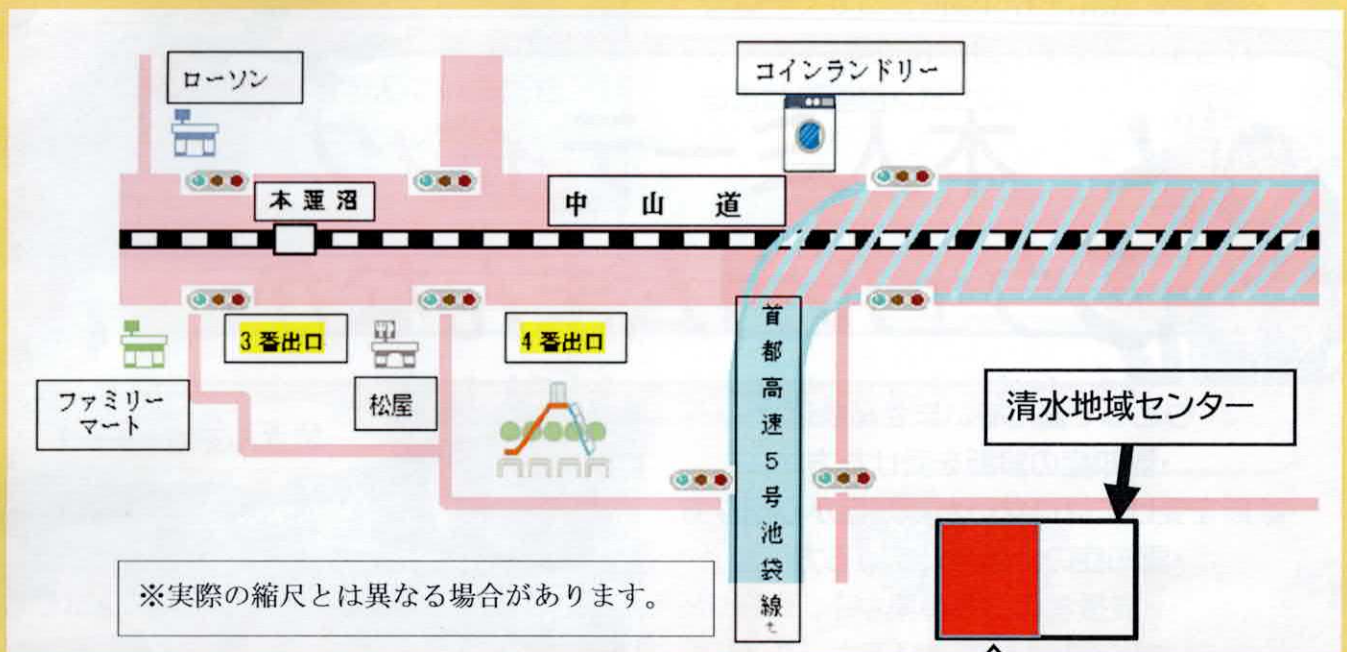 ローソン
コインランドリー
本蓮沼
中山道
3番出口
4番出口
ファミリー
マート
松屋
首都高速5号池袋線
清水地域センター
※実際の縮尺とは異なる場合があります。